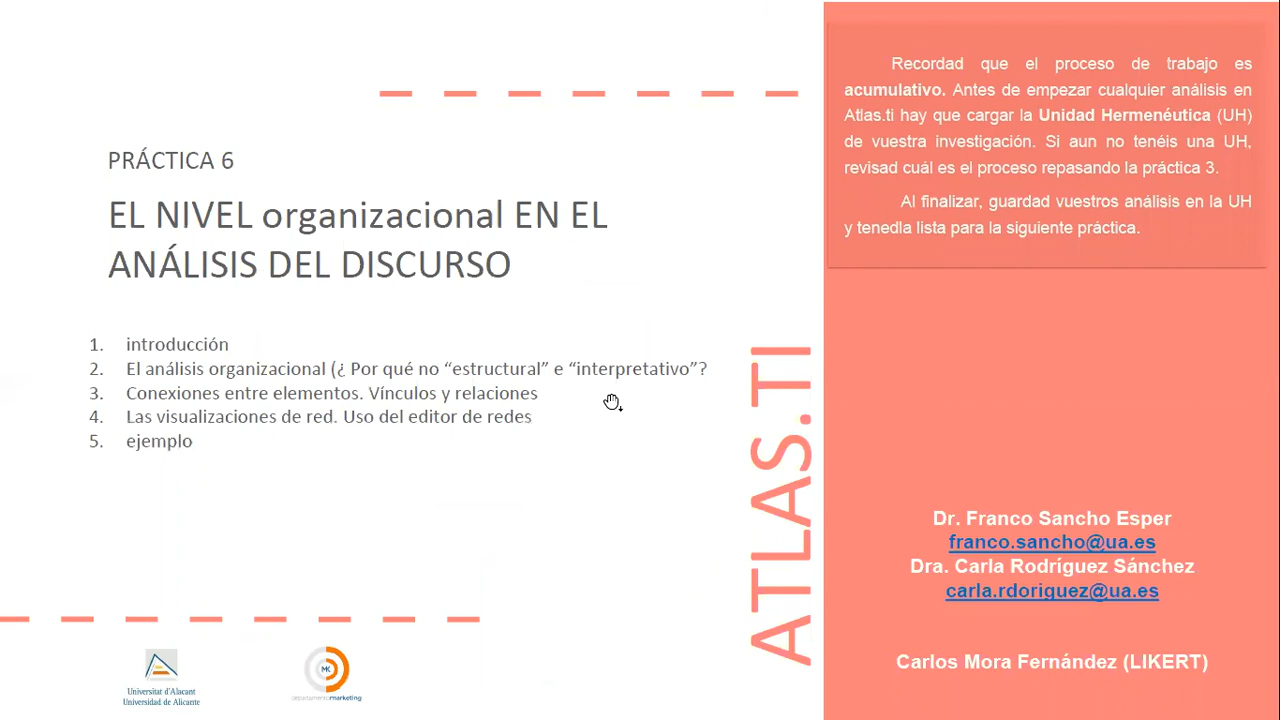 PRÁCTICA 6
EL NIVEL organizacional EN EL
ANÁLISIS DEL DISCURSO
1. introducción
2. El análisis organizacional (¿ Por qué no “estructural” e “interpretativo”?
3. Conexiones entre elementos. Vínculos y relaciones
4. Las visualizaciones de red. Uso del editor de redes
5. ejemplo
Universitat d'Alacant
Universidad de Alicante
MK
departamentomarketing
ATLAS.TI
Recordad que el proceso de trabajo es
acumulativo. Antes de empezar cualquier análisis en
Atlas.ti hay que cargar la Unidad Hermenéutica (UH)
de vuestra investigación. Si aun no tenéis una UH,
revisad cuál es el proceso repasando la práctica 3.
Al finalizar, guardad vuestros análisis en la UH
y tenedla lista para la siguiente práctica.
Dr. Franco Sancho Esper
franco.sancho@ua.es
Dra. Carla Rodríguez Sánchez
carla.rdoriguez@ua.es
Carlos Mora Fernández (LIKERT)